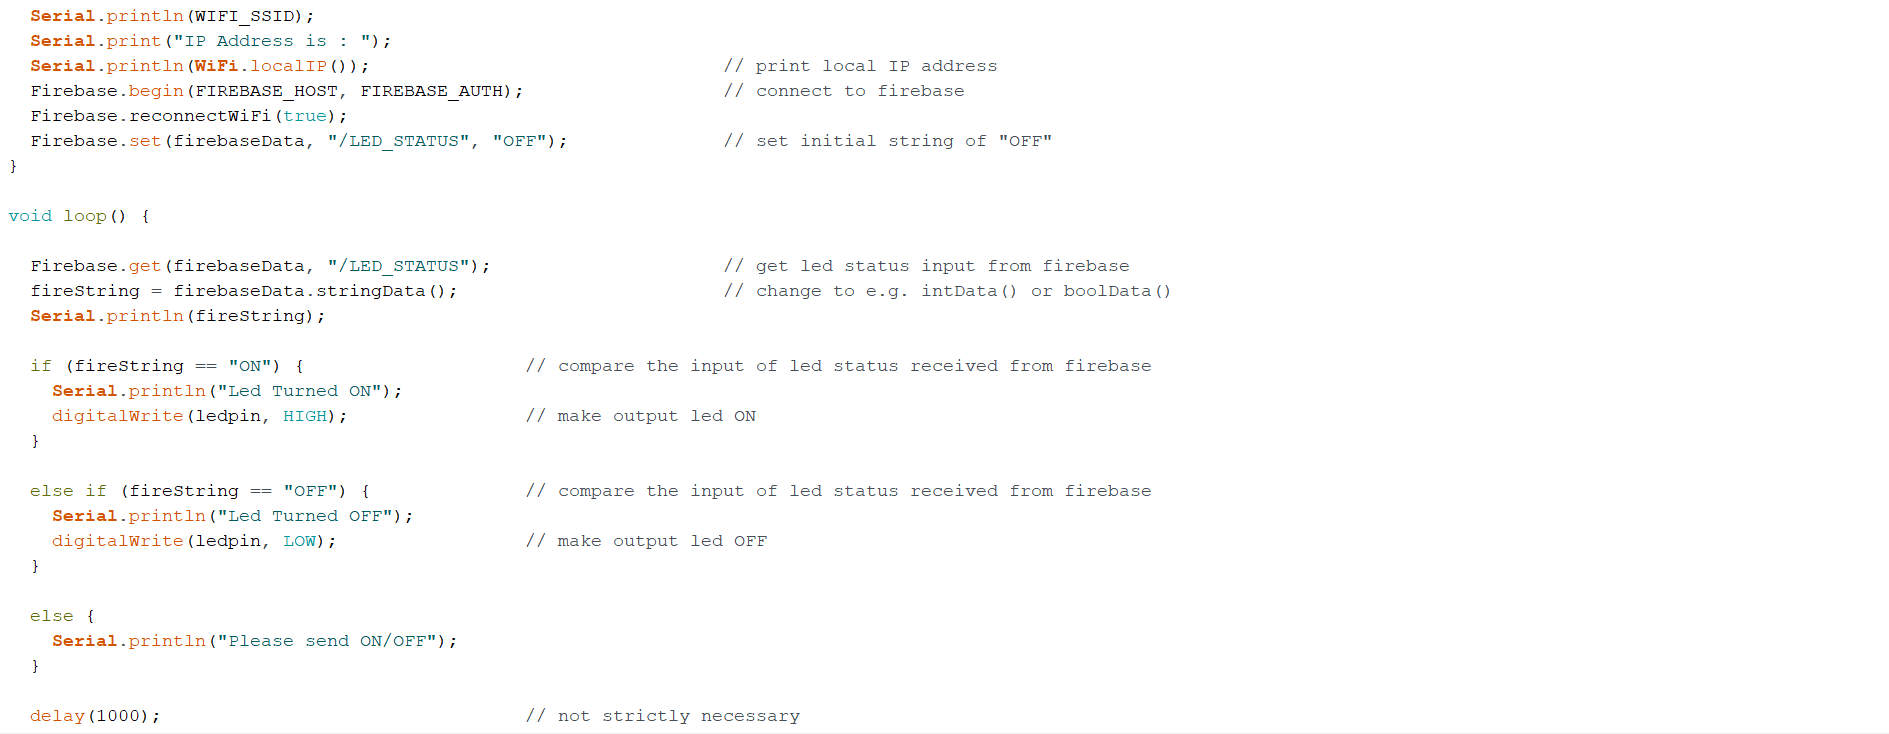 Serial.println(WIFI_SSID);
Serial.print("IP Address is : ");
Serial.println(WiFi.localIP()); // print local IP address
Firebase.begin(FIREBASE_HOST, FIREBASE_AUTH); // connect to firebase
Firebase.reconnectWiFi(true);
Firebase.set(firebaseData, "/LED_STATUS", "OFF"); // set initial string of "OFF"
}
void loop() {
Firebase.get(firebaseData, "/LED_STATUS"); // get led status input from firebase
fireString = firebaseData.stringData(); // change to e.g. intData() or boolData()
Serial.println(fireString);
if (fireString == "ON") { // compare the input of led status received from firebase
Serial.println("Led Turned ON");
digitalWrite(ledpin, HIGH); // make output led ON
}
else if (fireString == "OFF") { // compare the input of led status received from firebase
Serial.println("Led Turned OFF");
digitalWrite(ledpin, LOW); // make output led OFF
}
else {
Serial.println("Please send ON/OFF");
}
delay(1000); // not strictly necessary